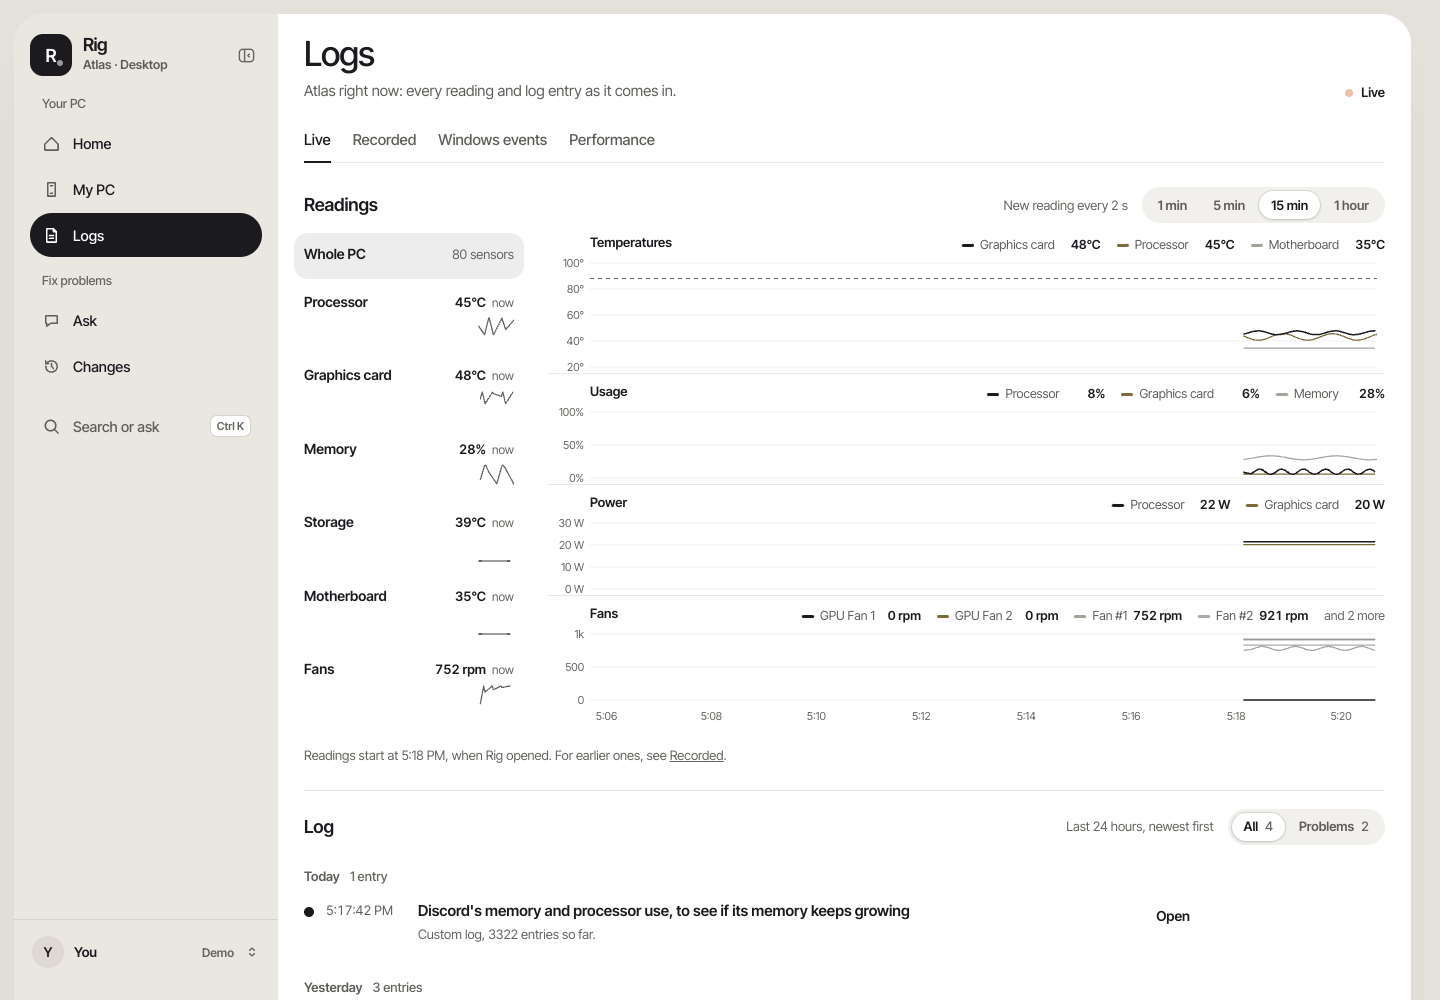 R.
Rig
Atlas · Desktop
Your PC
Home
My PC
Logs
Fix problems
Ask
Changes
Search or ask Ctrl K
Y You Demo
Logs
Atlas right now: every reading and log entry as it comes in.
Live
Live Recorded Windows events Performance
Readings
New reading every 2 s 1 min 5 min 15 min 1 hour
Whole PC 80 sensors
Processor 45°C now
Graphics card 48°C now
Memory 28% now
Storage 39°C now
Motherboard 35°C now
Fans 752 rpm now
Temperatures Graphics card 48°C Processor 45°C Motherboard 35°C
100°
80°
60°
40°
20°
Usage Processor 8% Graphics card 6% Memory 28%
100%
50%
0%
Power Processor 22 W Graphics card 20 W
30 W
20 W
10 W
0 W
Fans GPU Fan 1 0 rpm GPU Fan 2 0 rpm Fan #1 752 rpm Fan #2 921 rpm and 2 more
1k
500
0
5:06 5:08 5:10 5:12 5:14 5:16 5:18 5:20
Readings start at 5:18 PM, when Rig opened. For earlier ones, see Recorded.
Log
Last 24 hours, newest first All 4 Problems 2
Today 1 entry
5:17:42 PM Discord's memory and processor use, to see if its memory keeps growing Open
Custom log, 3322 entries so far.
Yesterday 3 entries